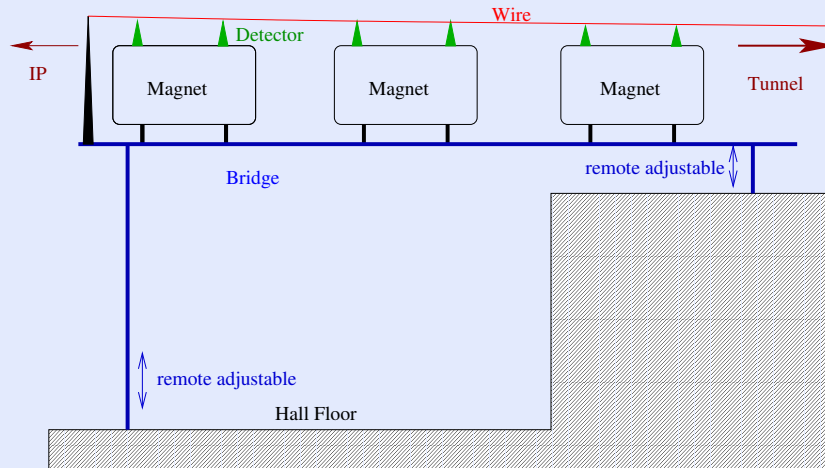 Wire
Detector
IP
Magnet
Magnet
Magnet
Tunnel
remote adjustable
Bridge
remote adjustable
Hall Floor